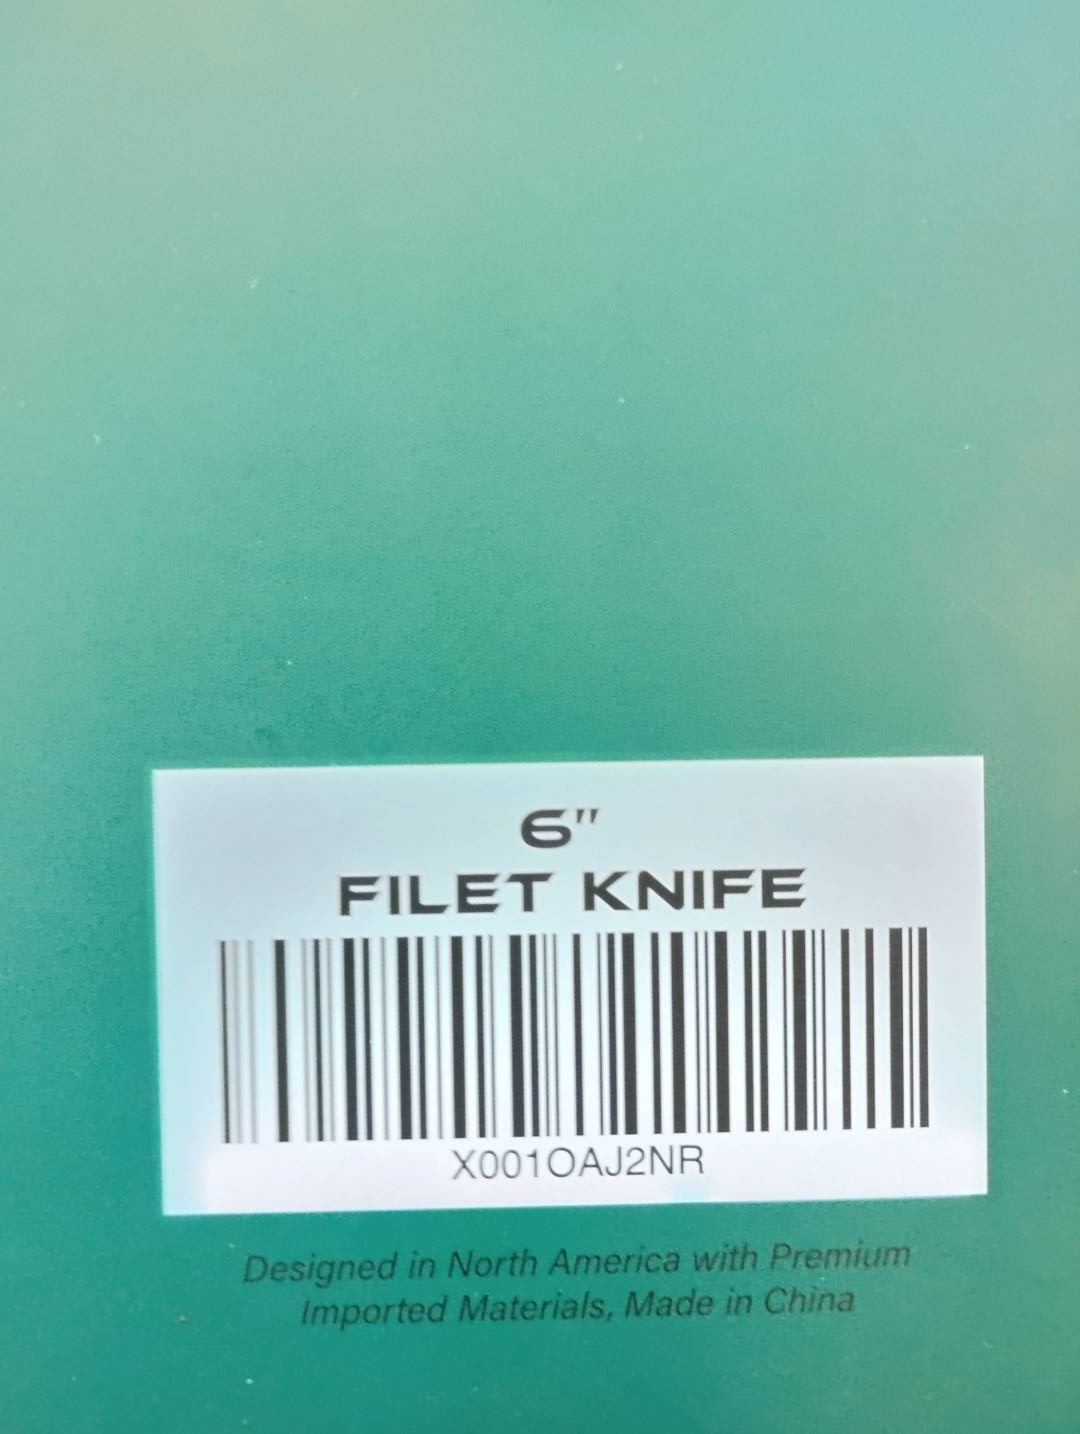 6"
FILET KNIFE
X001OAJ2NR
Designed in North America with Premium
Imported Materials, Made in China